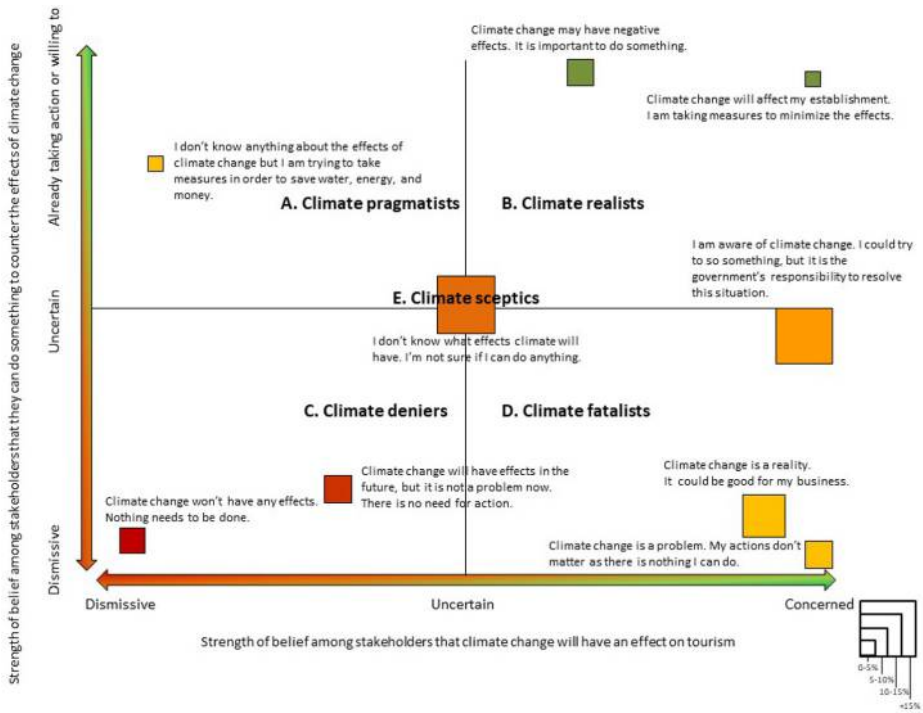 Strength of belief among stakeholders that they can do something to counter the effects of climate change
Already taking action or willing to
Uncertain
Dismissive
Climate change may have negative
effects. It is important to do something.
Climate change will affect my establishment.
I am taking measures to minimize the effects.
I don't know anything about the effects of
climate change but I am trying to take
measures in order to save water, energy, and
money.
A. Climate pragmatists
B. Climate realists
I am aware of climate change. I could try
to so something, but it is the
government's responsibility to resolve
this situation.
E. Climate sceptics
I don't know what effects climate will
have. I'm not sure if I can do anything.
C. Climate deniers
D. Climate fatalists
Climate change will have effects in the
future, but it is not a problem now.
There is no need for action.
Climate change is a reality.
It could be good for my business.
Climate change won't have any effects.
Nothing needs to be done.
Climate change is a problem. My actions don't
matter as there is nothing I can do.
Dismissive
Uncertain
Concerned
Strength of belief among stakeholders that climate change will have an effect on tourism
0-5%
5-10%
10-15%
<15%